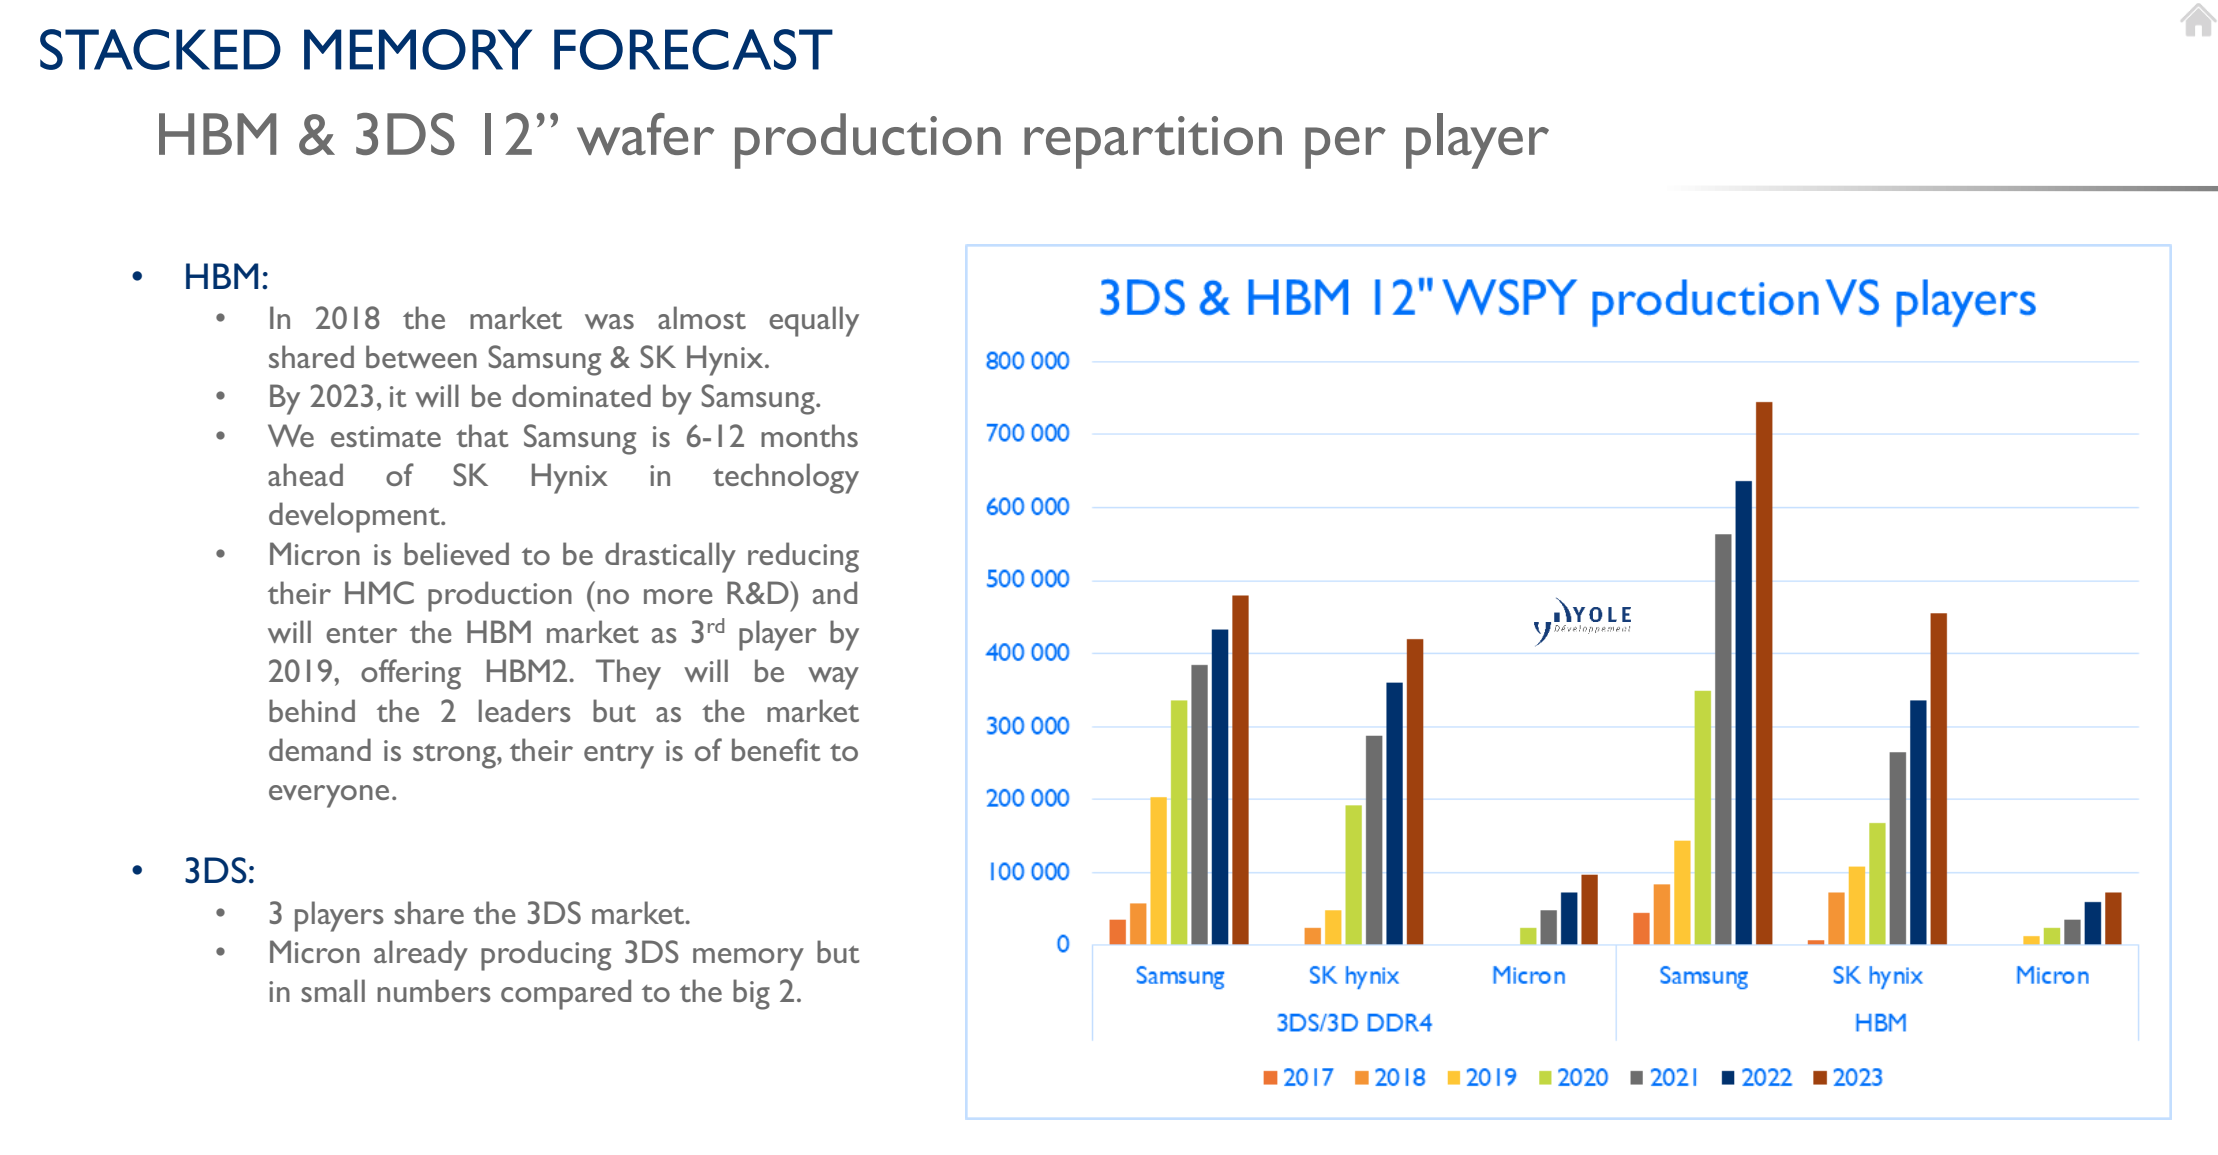 STACKED MEMORY FORECAST
HBM & 3DS 12” wafer production repartition per player
• HBM:
• In 2018 the market was almost equally
shared between Samsung & SK Hynix.
• By 2023, it will be dominated by Samsung.
• We estimate that Samsung is 6-12 months
ahead of SK Hynix in technology
development.
• Micron is believed to be drastically reducing
their HMC production (no more R&D) and
will enter the HBM market as 3rd player by
2019, offering HBM2. They will be way
behind the 2 leaders but as the market
demand is strong, their entry is of benefit to
everyone.
• 3DS:
• 3 players share the 3DS market.
• Micron already producing 3DS memory but
in small numbers compared to the big 2.
3DS & HBM 12" WSPY production VS players
800 000
700 000
600 000
500 000
400 000
300 000
200 000
100 000
0
YOLE
Développement
Samsung SK hynix Micron Samsung SK hynix Micron
3DS/3D DDR4 HBM
2017 2018 2019 2020 2021 2022 2023